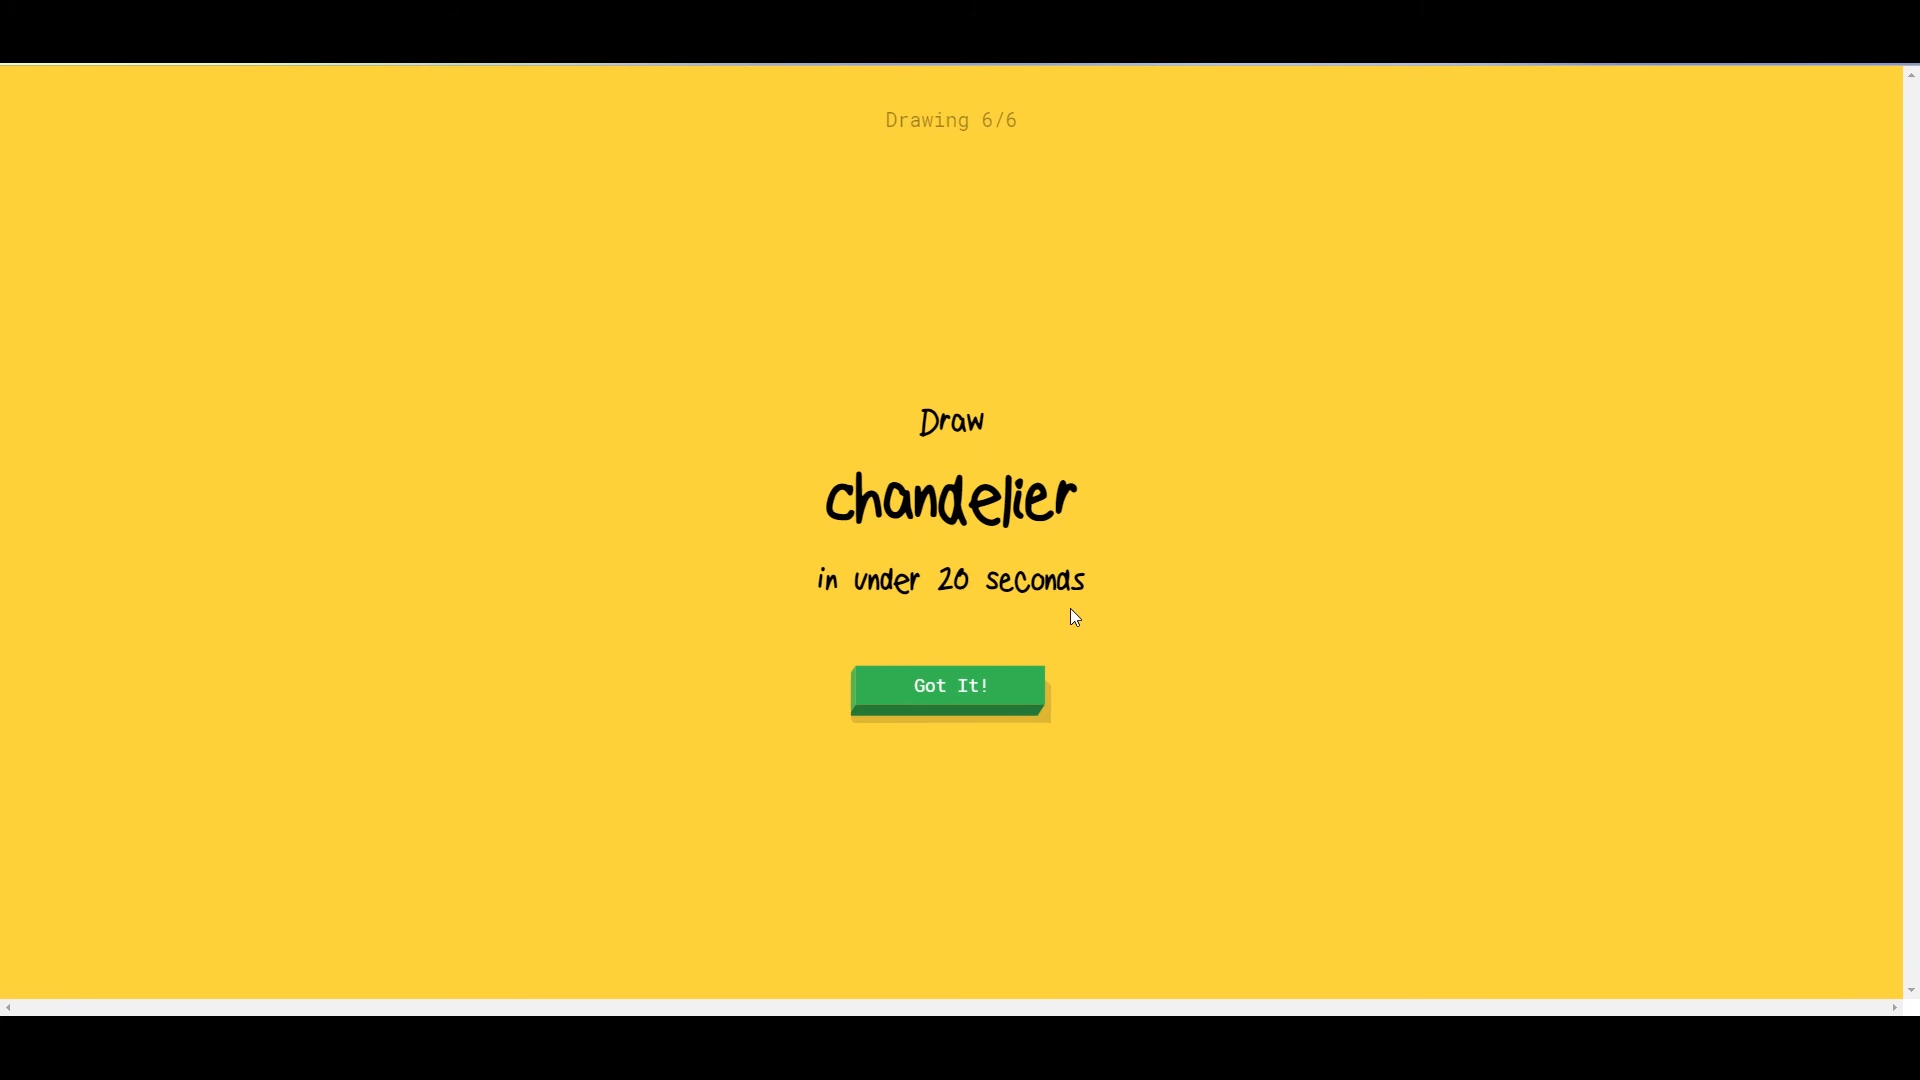 Drawing 6/6
Draw
chandelier
in under 20 seconds
Got It!